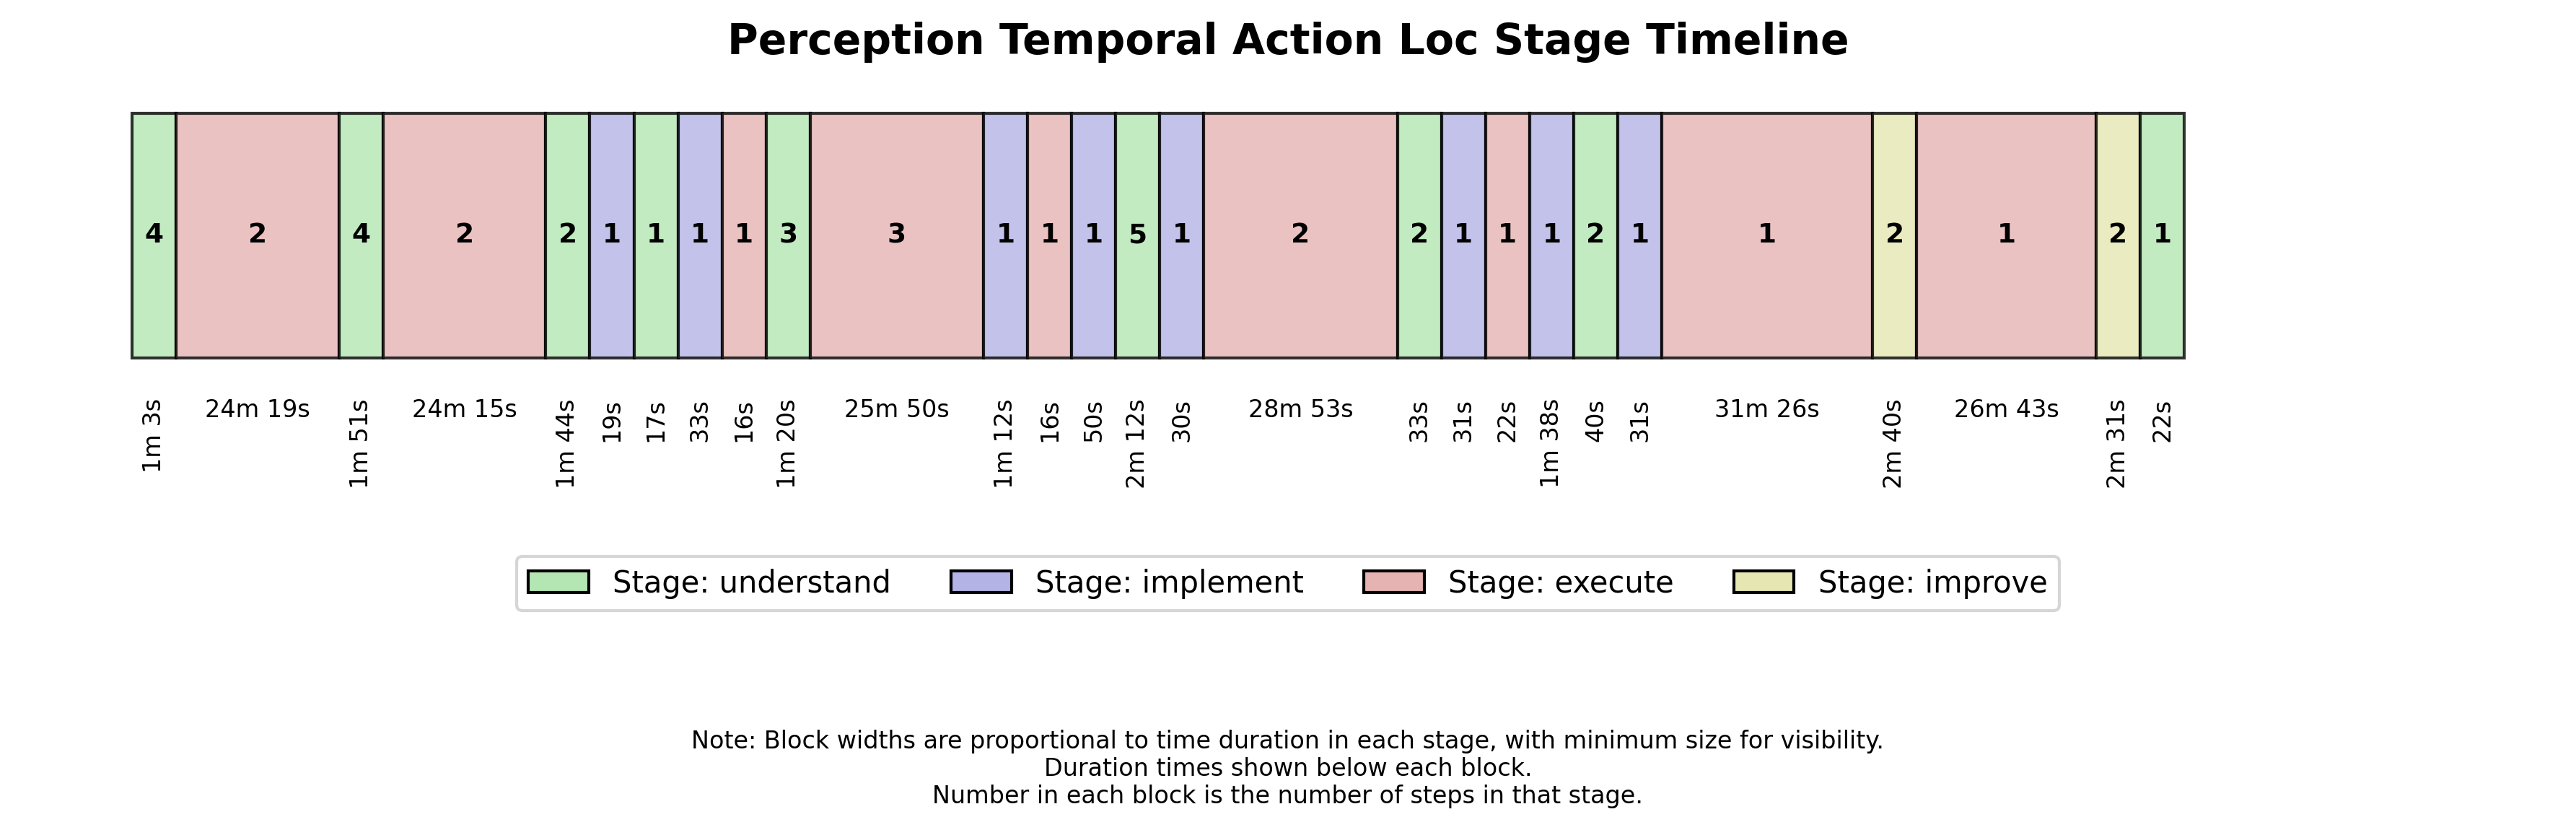 Perception Temporal Action Loc Stage Timeline
4 2 4 2 2 1 1 1 1 3 3 1 1 1 5 1 2 2 1 1 1 2 1 1 2 1 2 1
1m 3s 24m 19s 1m 51s 24m 15s 1m 44s 19s 17s 33s 16s 1m 20s 25m 50s 1m 12s 16s 50s 2m 12s 30s 28m 53s 33s 31s 22s 1m 38s 40s 31s 31m 26s 2m 40s 26m 43s 2m 31s 22s
Stage: understand Stage: implement Stage: execute Stage: improve
Note: Block widths are proportional to time duration in each stage, with minimum size for visibility.
Duration times shown below each block.
Number in each block is the number of steps in that stage.